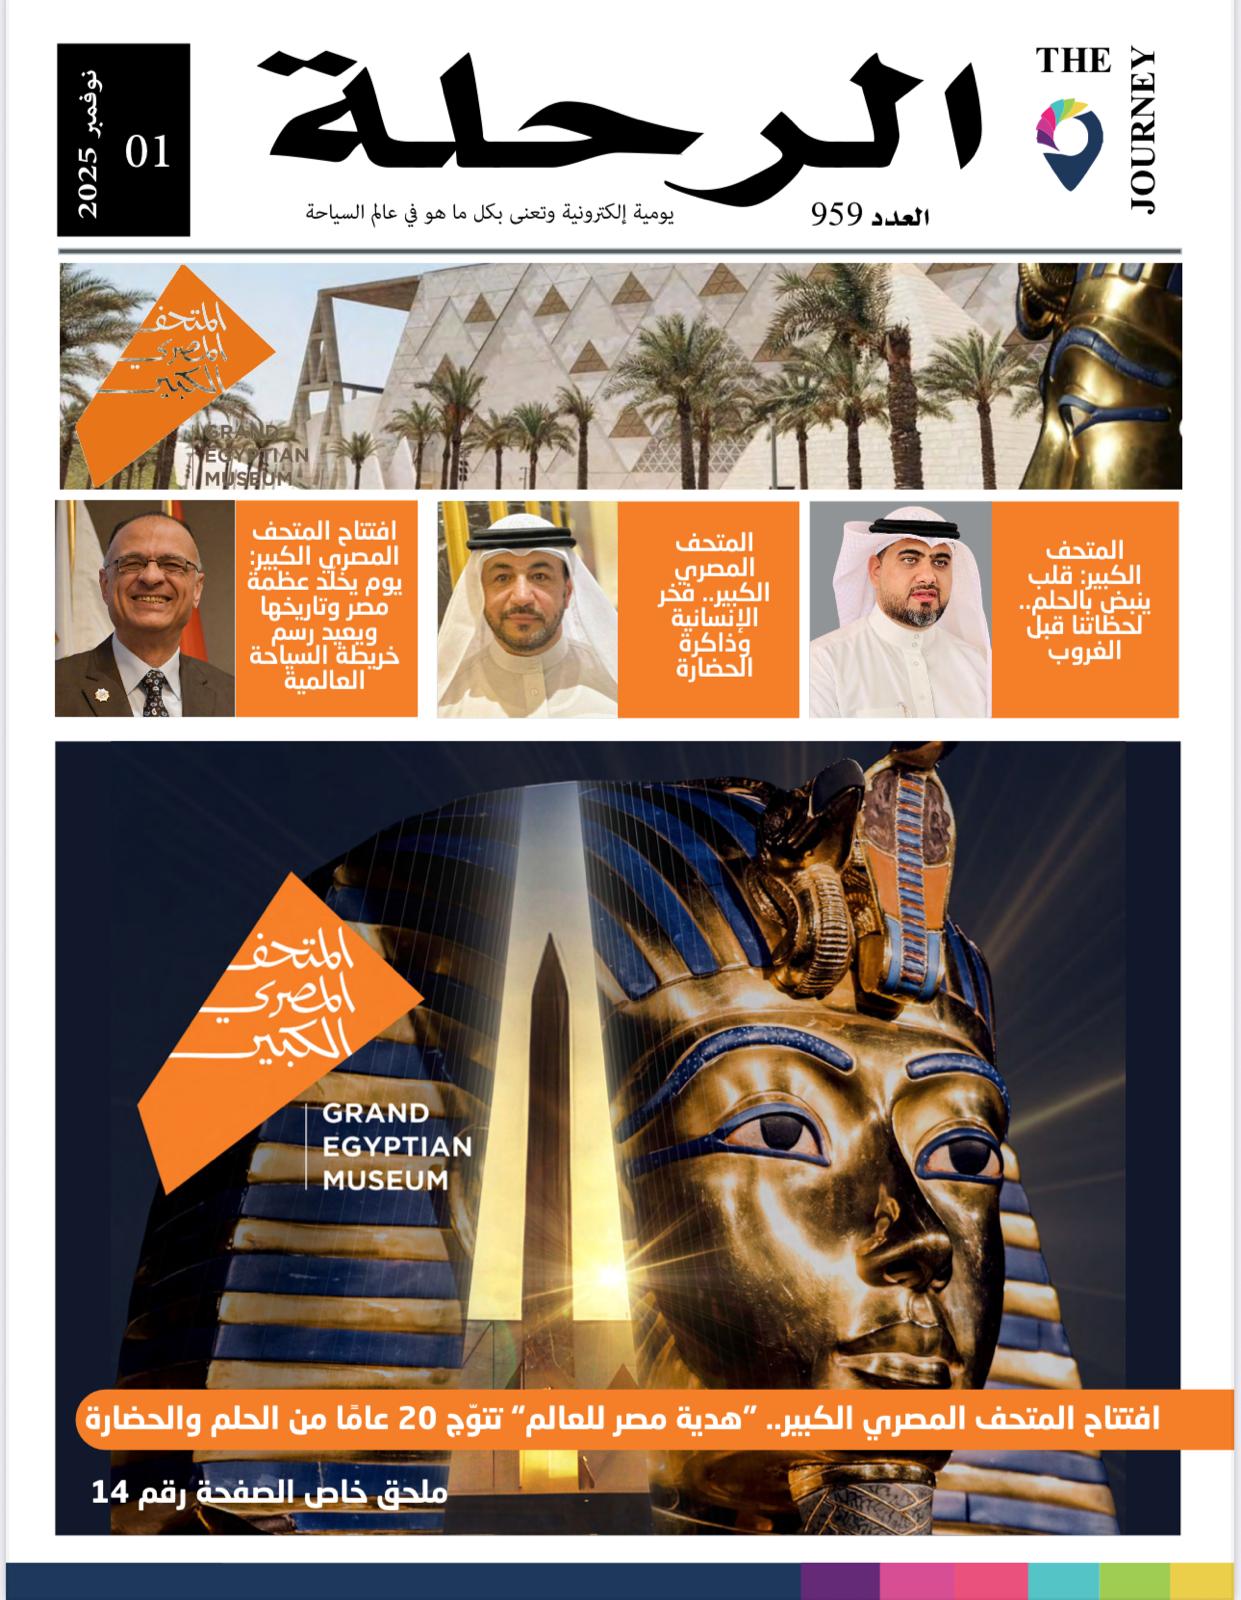 THE
JOURNEY
الرحلة
01
نوفمبر 2025
العدد 959
يومية إلكترونية وتعنى بكل ما هو في عالم السياحة
المتحف
المصري
الكبير
GRAND
EGYPTIAN
MUSEUM
المتحف
الكبير: قلب
ينبض بالحلم..
لحظاتنا قبل
الغروب
المتحف
المصري
الكبير.. فخر
الإنسانية
وذاكرة
الحضارة
افتتاح المتحف
المصري الكبير:
يوم يخلد عظمة
مصر وتاريخها
ويعيد رسم
خريطة السياحة
العالمية
المتحف
المصري
الكبير
GRAND
EGYPTIAN
MUSEUM
افتتاح المتحف المصري الكبير.. “هدية مصر للعالم” تتوّج 20 عامًا من الحلم والحضارة
ملحق خاص الصفحة رقم 14